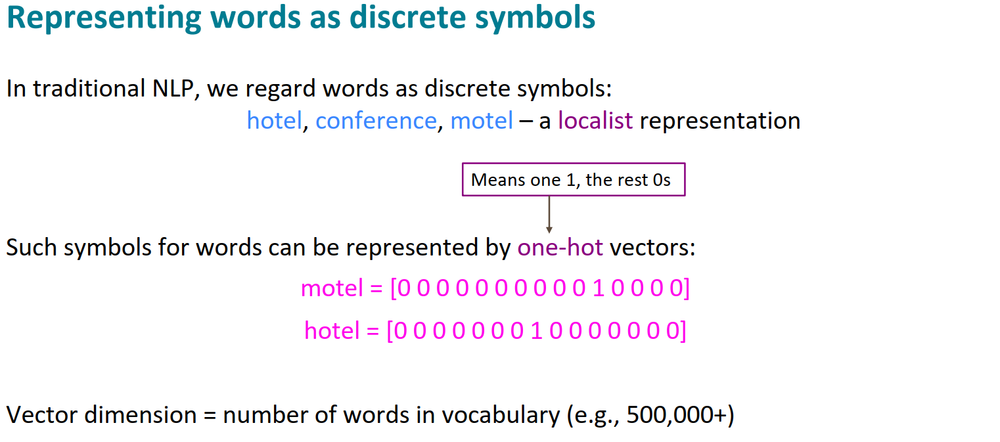 Representing words as discrete symbols
In traditional NLP, we regard words as discrete symbols:
hotel, conference, motel – a localist representation
Means one 1, the rest 0s
Such symbols for words can be represented by one-hot vectors:
motel = [0 0 0 0 0 0 0 0 0 0 1 0 0 0 0]
hotel = [0 0 0 0 0 0 0 1 0 0 0 0 0 0 0]
Vector dimension = number of words in vocabulary (e.g., 500,000+)